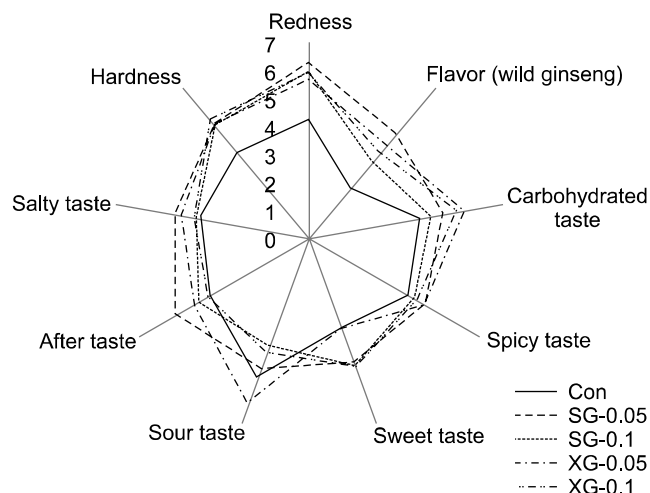 Redness
7
6
5
4
3
2
1
0
Flavor (wild ginseng)
Hardness
Carbohydrated
taste
Salty taste
Spicy taste
After taste
Sour taste
Sweet taste
Con
SG-0.05
SG-0.1
XG-0.05
XG-0.1